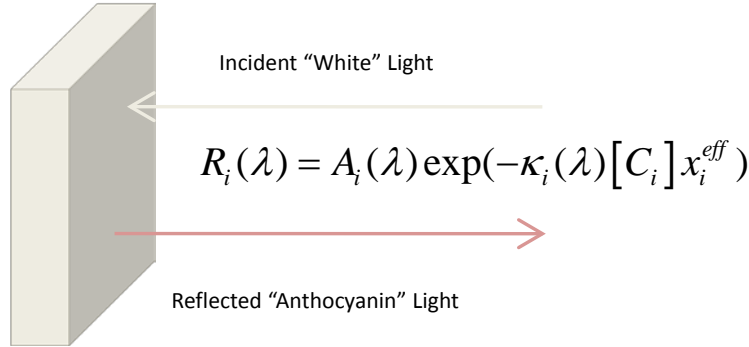 Incident “White” Light
R_i(λ) = A_i(λ) exp(−κ_i(λ)[C_i] x_i^{eff})
Reflected “Anthocyanin” Light